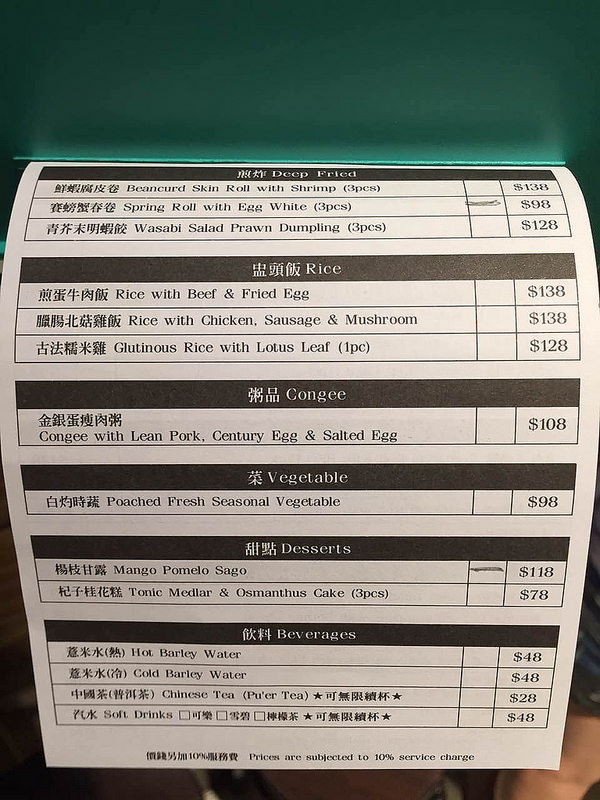 煎炸 Deep Fried
鮮蝦腐皮卷 Beancurd Skin Roll with Shrimp (3pcs) $138
賽螃蟹春卷 Spring Roll with Egg White (3pcs) $98
青芥末明蝦餃 Wasabi Salad Prawn Dumpling (3pcs) $128
盅頭飯 Rice
煎蛋牛肉飯 Rice with Beef & Fried Egg $138
臘腸北菇雞飯 Rice with Chicken, Sausage & Mushroom $138
古法糯米雞 Glutinous Rice with Lotus Leaf (1pc) $128
粥品 Congee
金銀蛋瘦肉粥
Congee with Lean Pork, Century Egg & Salted Egg $108
菜 Vegetable
白灼時蔬 Poached Fresh Seasonal Vegetable $98
甜點 Desserts
楊枝甘露 Mango Pomelo Sago $118
杞子桂花糕 Tonic Medlar & Osmanthus Cake (3pcs) $78
飲料 Beverages
薏米水(熱) Hot Barley Water $48
薏米水(冷) Cold Barley Water $48
中國茶(普洱茶) Chinese Tea (Pu'er Tea) ★可無限續杯★ $28
汽水 Soft Drinks □可樂 □雪碧 □檸檬茶 ★可無限續杯★ $48
價錢另加10%服務費 Prices are subjected to 10% service charge